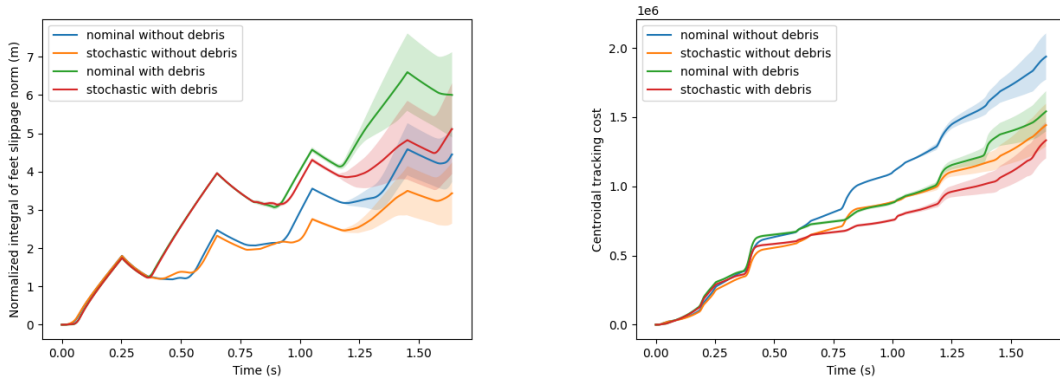 nominal without debris
stochastic without debris
nominal with debris
stochastic with debris
Normalized integral of feet slippage norm (m)
7
6
5
4
3
2
1
0
0.00 0.25 0.50 0.75 1.00 1.25 1.50
Time (s)
1e6
nominal without debris
stochastic without debris
nominal with debris
stochastic with debris
Centroidal tracking cost
2.0
1.5
1.0
0.5
0.0
0.00 0.25 0.50 0.75 1.00 1.25 1.50
Time (s)